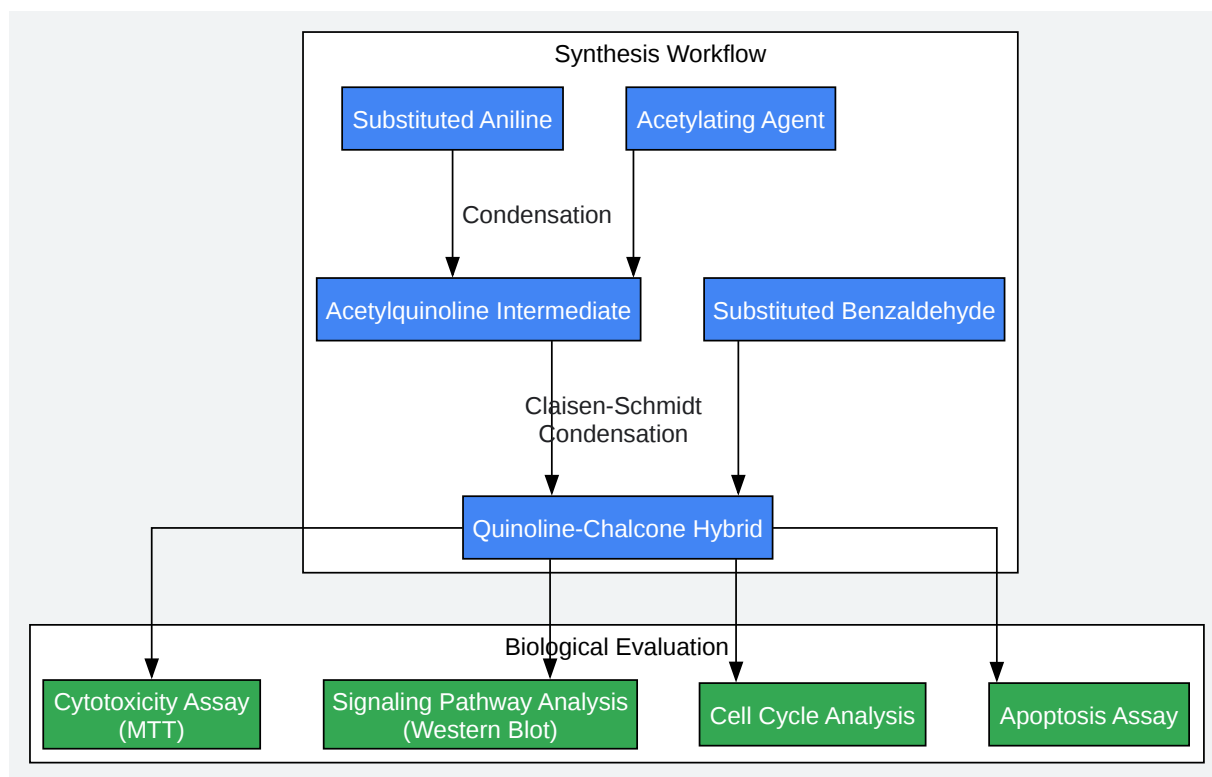 Synthesis Workflow
Substituted Aniline
Acetylating Agent
Condensation
Acetylquinoline Intermediate
Substituted Benzaldehyde
Claisen-Schmidt
Condensation
Quinoline-Chalcone Hybrid
Biological Evaluation
Cytotoxicity Assay
(MTT)
Signaling Pathway Analysis
(Western Blot)
Cell Cycle Analysis
Apoptosis Assay